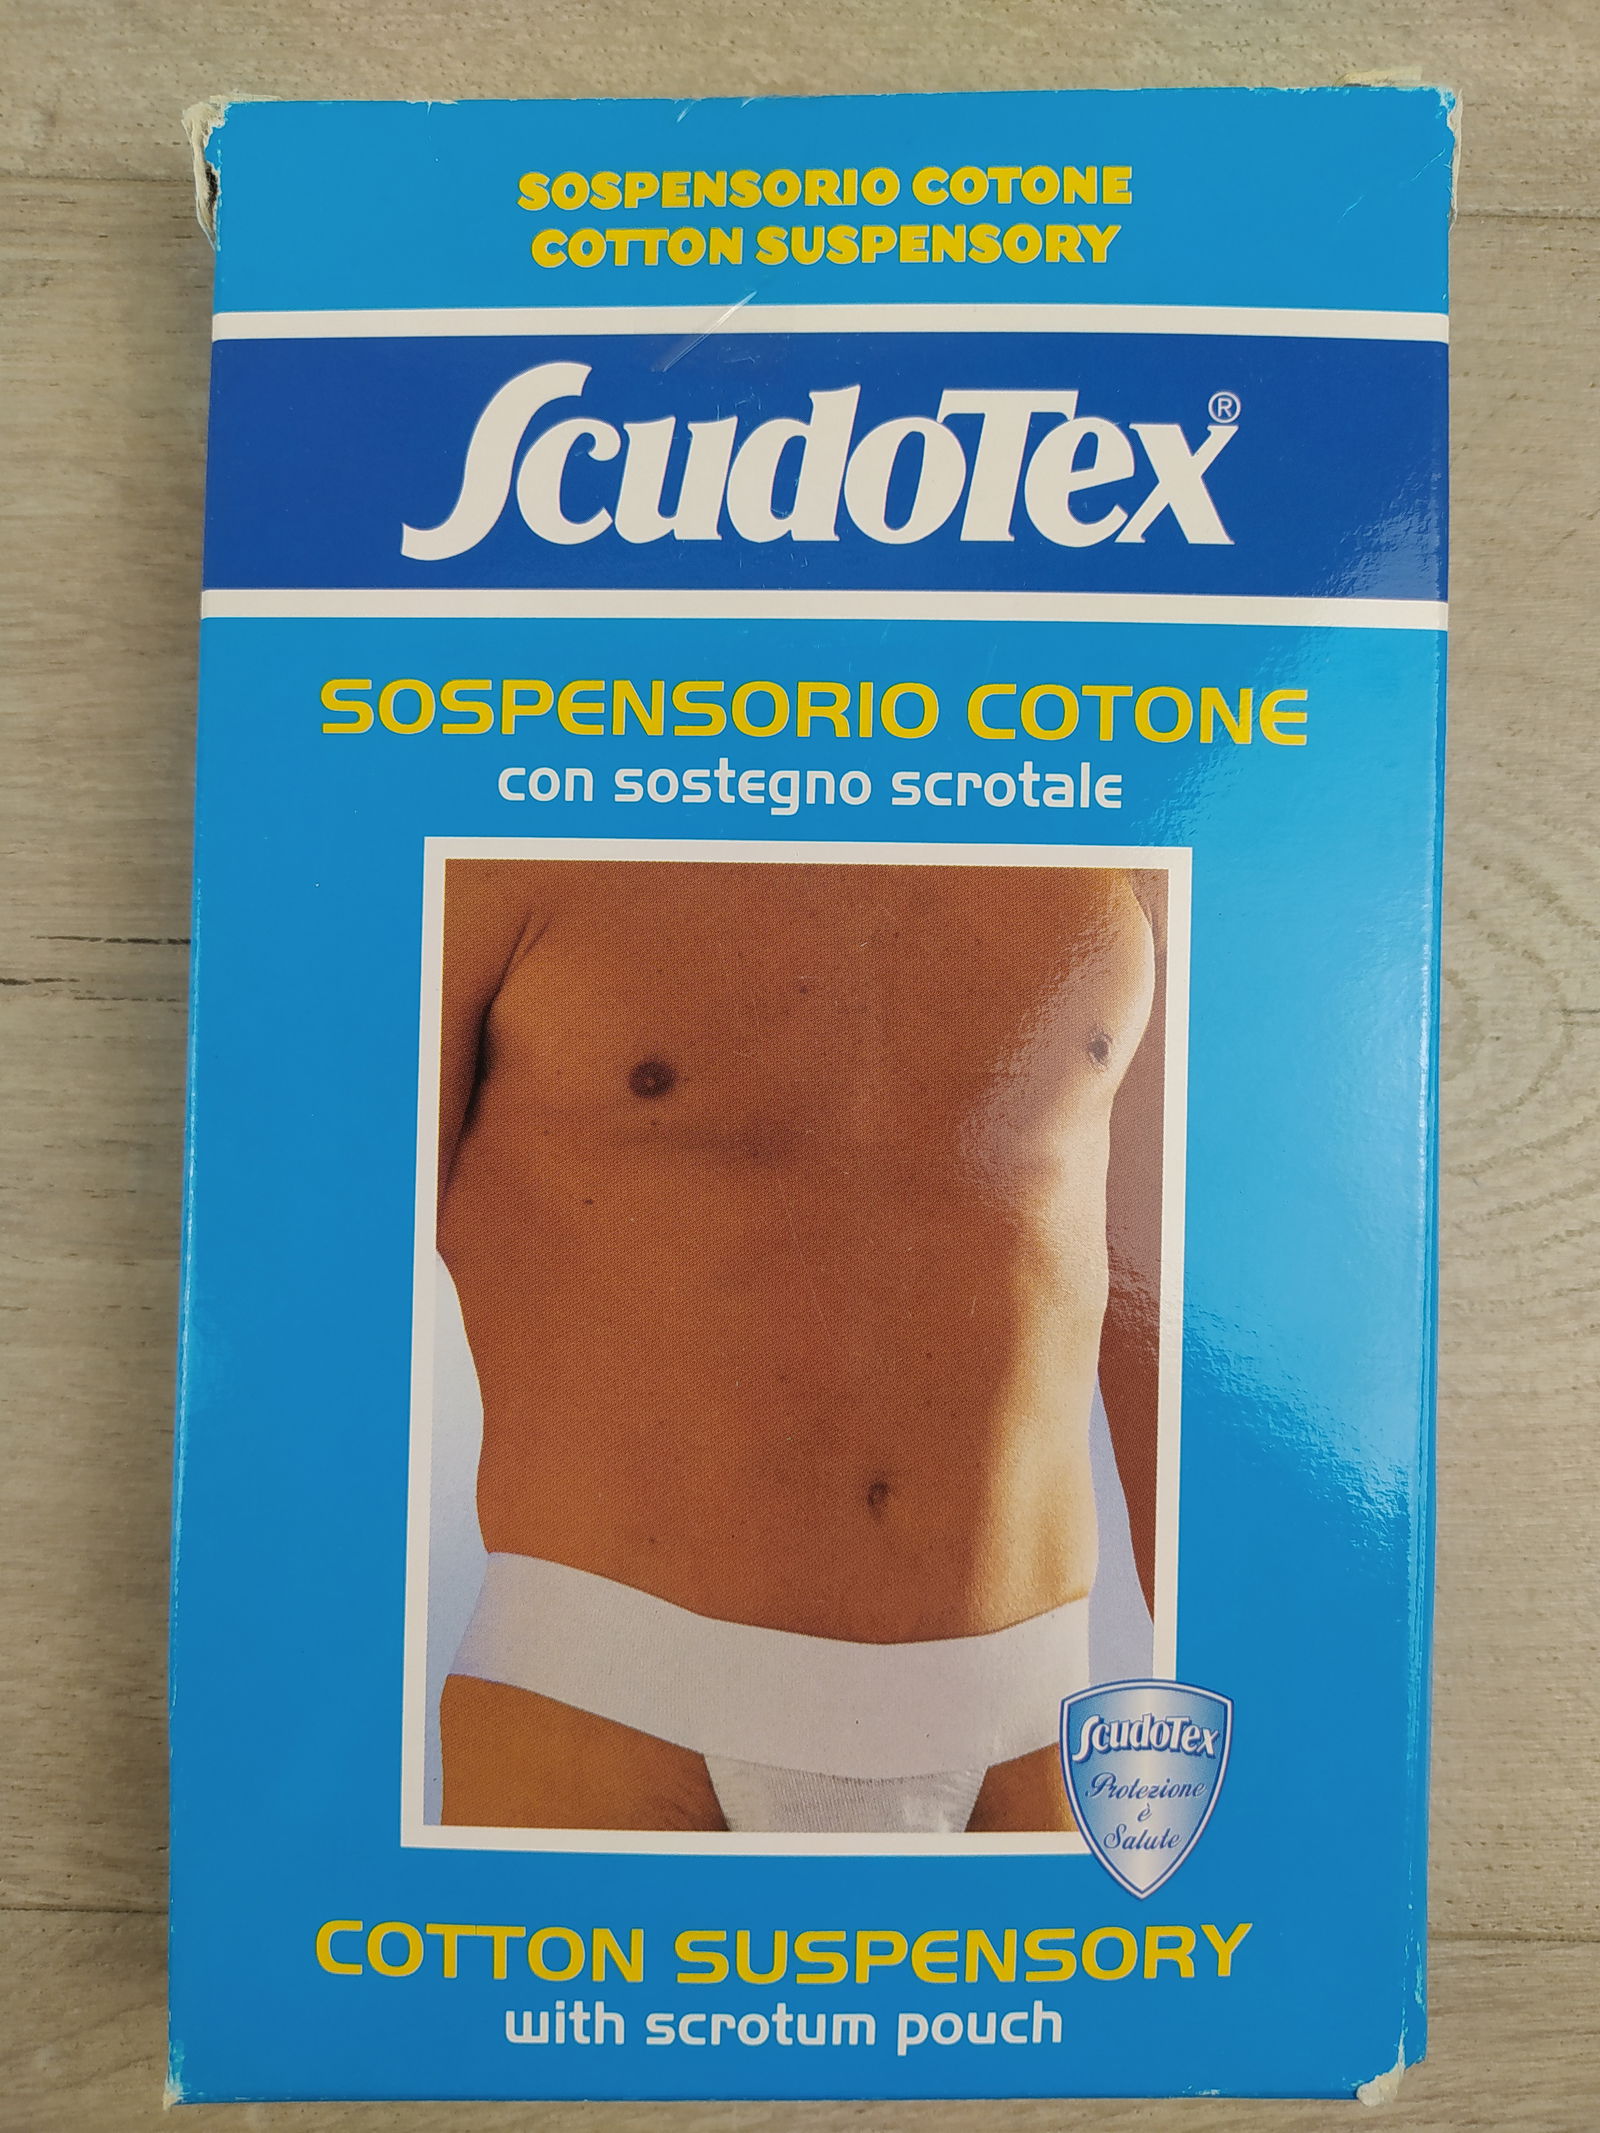 SOSPENSORIO COTONE
COTTON SUSPENSORY
ScudoTex®
SOSPENSORIO COTONE
con sostegno scrotale
ScudoTex
Protezione
è
Salute
COTTON SUSPENSORY
with scrotum pouch